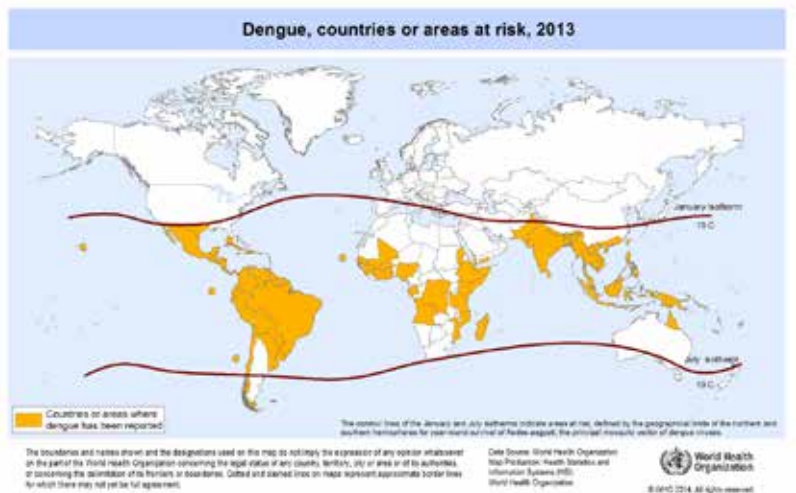 Dengue, countries or areas at risk, 2013
January isotherm
10 C
July isotherm
10 C
Countries or areas where
dengue has been reported
The contour lines of the January and July isotherms indicate areas at risk, defined by the geographical limits of the northern and
southern hemispheres for year-round survival of Aedes aegypti, the principal mosquito vector of dengue viruses.
The boundaries and names shown and the designations used on this map do not imply the expression of any opinion whatsoever
on the part of the World Health Organization concerning the legal status of any country, territory, city or area or of its authorities,
or concerning the delimitation of its frontiers or boundaries. Dotted and dashed lines on maps represent approximate border lines
for which there may not yet be full agreement.
Data Source: World Health Organization
Map Production: Health Statistics and
Information Systems (HSI)
World Health Organization
World Health
Organization
© WHO 2014. All rights reserved.